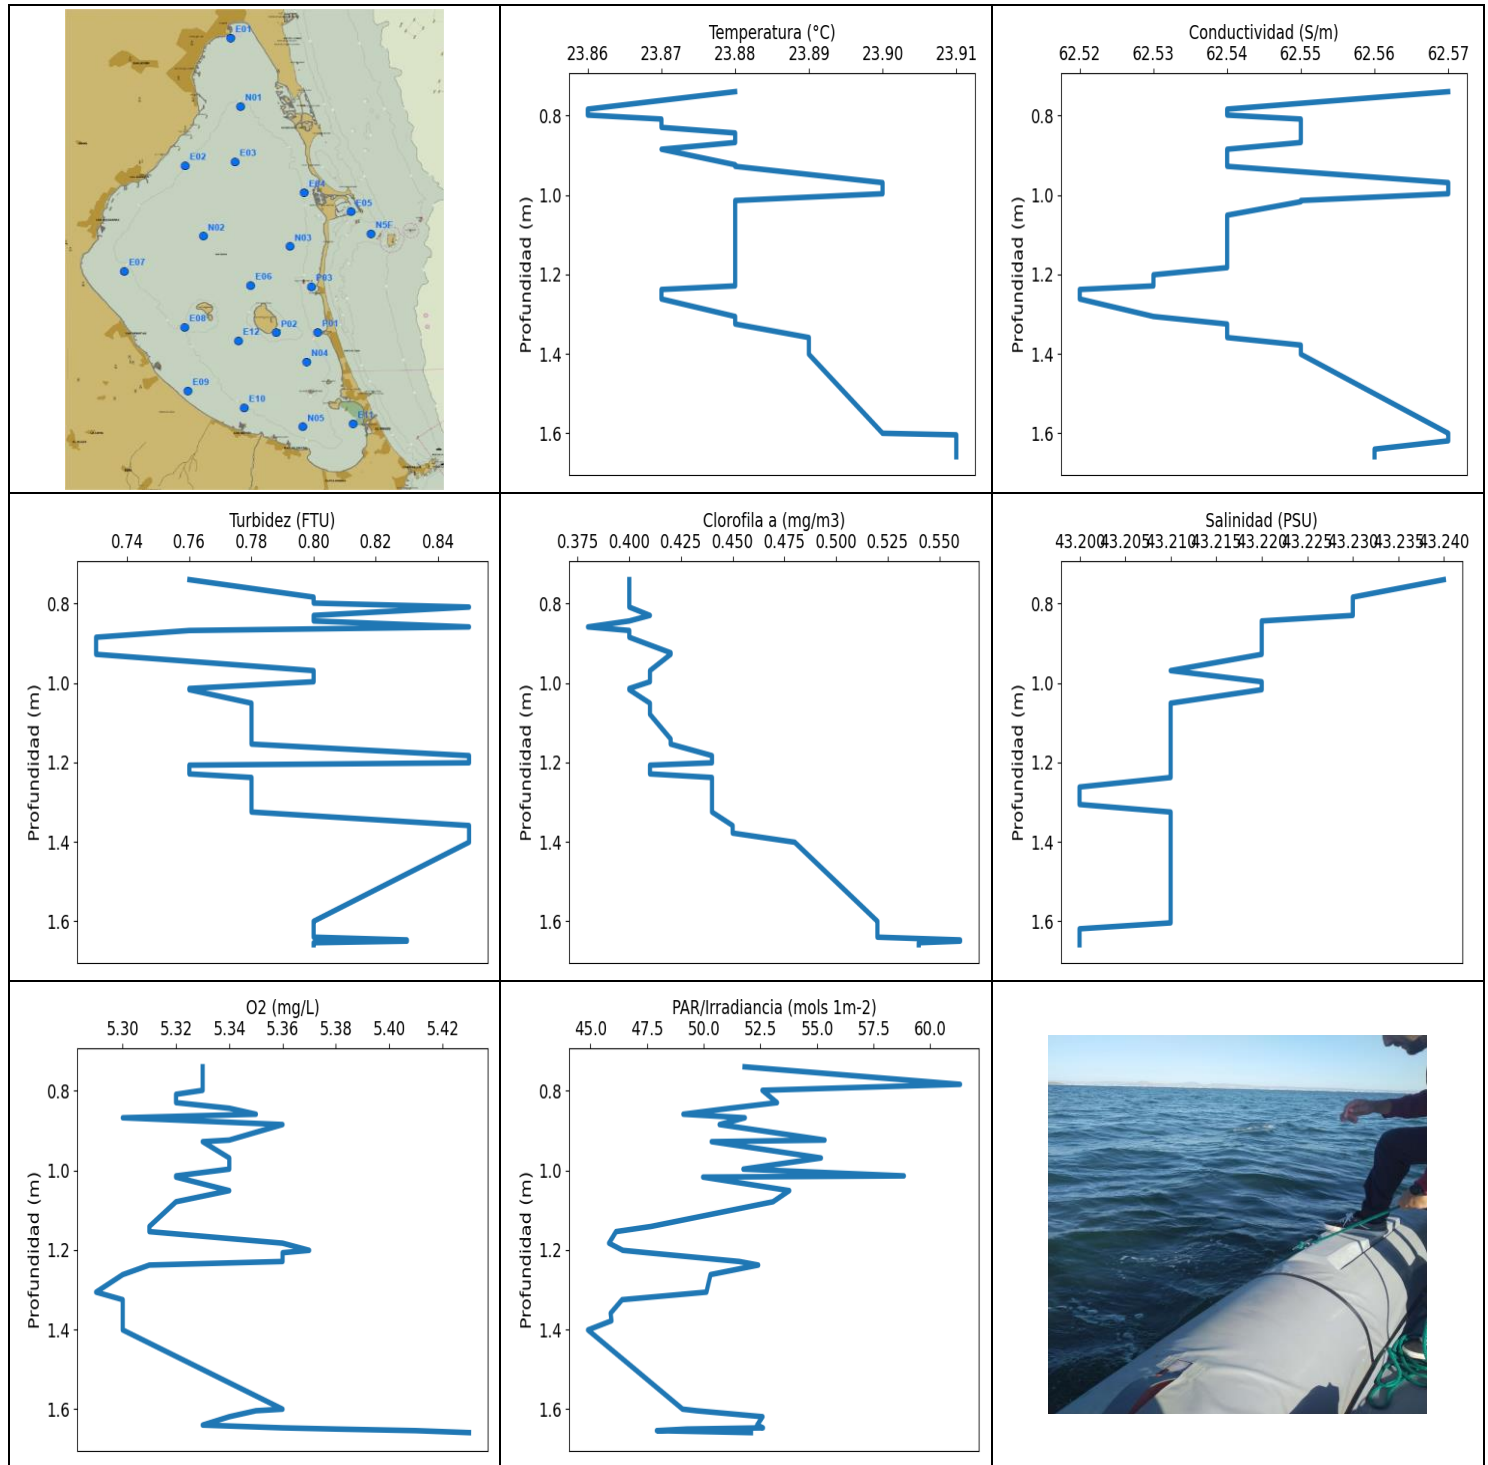 E01
N01
E02
E03
E04
E05
N5F
N02
N03
E07
E06
P03
E08
E12
P02
P01
N04
E09
E10
N05
E11
Temperatura (°C)
23.86 23.87 23.88 23.89 23.90 23.91
Profundidad (m)
0.8
1.0
1.2
1.4
1.6
Conductividad (S/m)
62.52 62.53 62.54 62.55 62.56 62.57
Profundidad (m)
0.8
1.0
1.2
1.4
1.6
Turbidez (FTU)
0.74 0.76 0.78 0.80 0.82 0.84
Profundidad (m)
0.8
1.0
1.2
1.4
1.6
Clorofila a (mg/m3)
0.375 0.400 0.425 0.450 0.475 0.500 0.525 0.550
Profundidad (m)
0.8
1.0
1.2
1.4
1.6
Salinidad (PSU)
43.200 43.205 43.210 43.215 43.220 43.225 43.230 43.235 43.240
Profundidad (m)
0.8
1.0
1.2
1.4
1.6
O2 (mg/L)
5.30 5.32 5.34 5.36 5.38 5.40 5.42
Profundidad (m)
0.8
1.0
1.2
1.4
1.6
PAR/Irradiancia (mols 1m-2)
45.0 47.5 50.0 52.5 55.0 57.5 60.0
Profundidad (m)
0.8
1.0
1.2
1.4
1.6